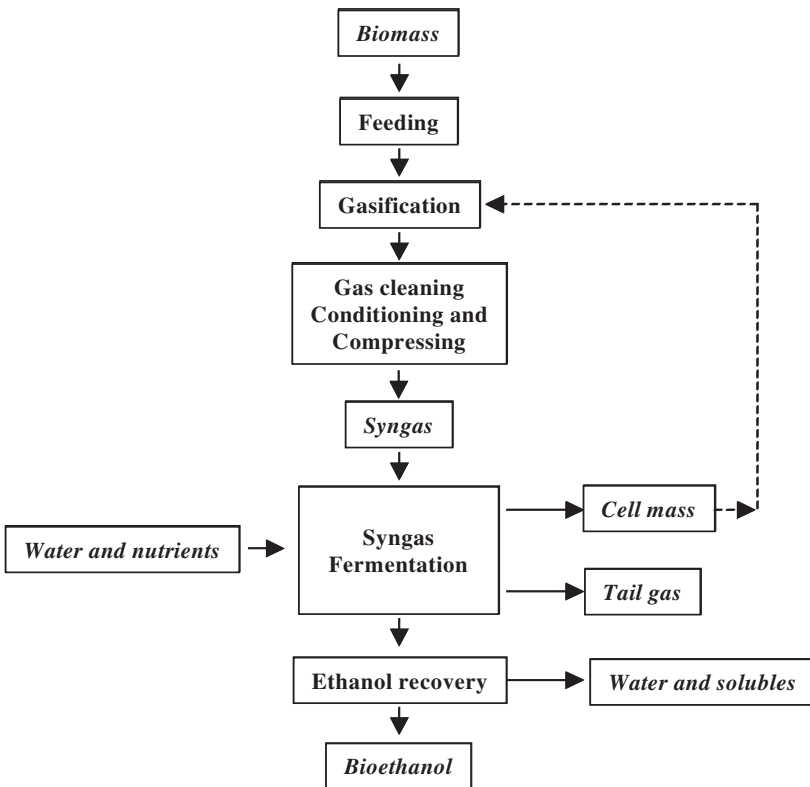 Biomass
Feeding
Gasification
Gas cleaning
Conditioning and
Compressing
Syngas
Cell mass
Water and nutrients
Syngas
Fermentation
Tail gas
Ethanol recovery
Water and solubles
Bioethanol